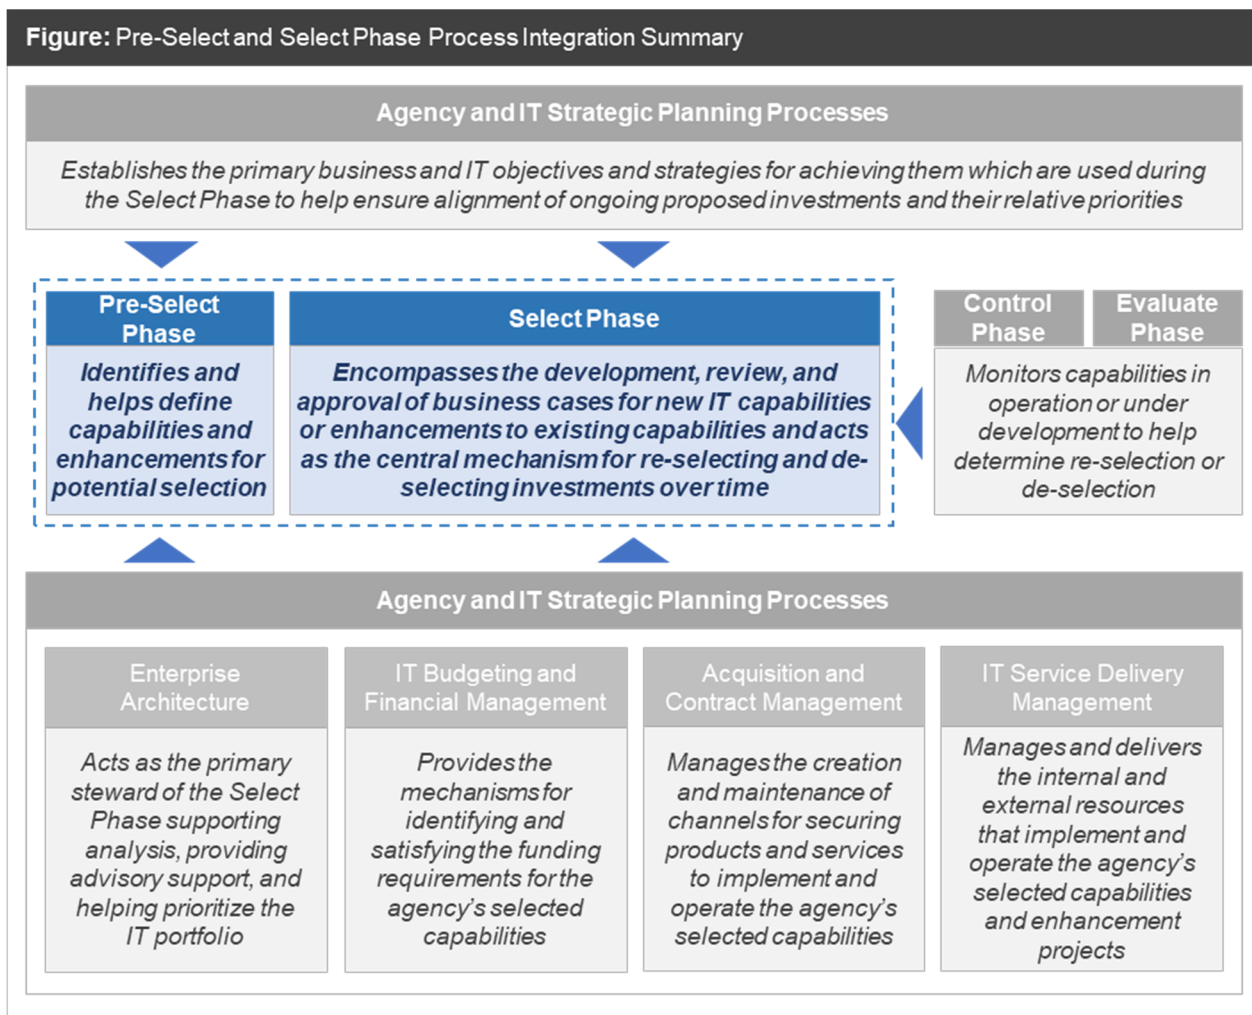 Figure: Pre-Select and Select Phase Process Integration Summary
Agency and IT Strategic Planning Processes
Establishes the primary business and IT objectives and strategies for achieving them which are used during
the Select Phase to help ensure alignment of ongoing proposed investments and their relative priorities
Pre-Select
Phase
Identifies and
helps define
capabilities and
enhancements for
potential selection
Select Phase
Encompasses the development, review, and
approval of business cases for new IT capabilities
or enhancements to existing capabilities and acts
as the central mechanism for re-selecting and de-
selecting investments over time
Control
Phase
Evaluate
Phase
Monitors capabilities in
operation or under
development to help
determine re-selection or
de-selection
Agency and IT Strategic Planning Processes
Enterprise
Architecture
Acts as the primary
steward of the Select
Phase supporting
analysis, providing
advisory support, and
helping prioritize the
IT portfolio
IT Budgeting and
Financial Management
Provides the
mechanisms for
identifying and
satisfying the funding
requirements for the
agency's selected
capabilities
Acquisition and
Contract Management
Manages the creation
and maintenance of
channels for securing
products and services
to implement and
operate the agency's
selected capabilities
IT Service Delivery
Management
Manages and delivers
the internal and
external resources
that implement and
operate the agency's
selected capabilities
and enhancement
projects